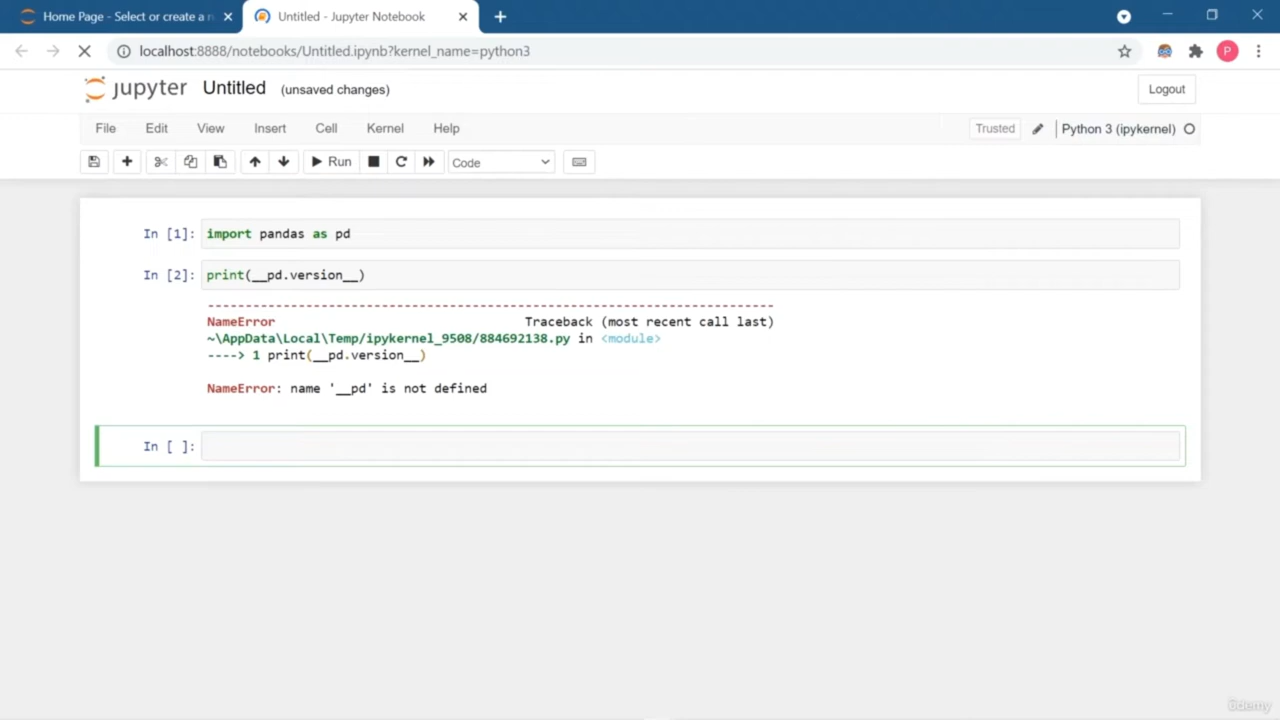 Home Page - Select or create a n
Untitled - Jupyter Notebook
localhost:8888/notebooks/Untitled.ipynb?kernel_name=python3
P
jupyter Untitled (unsaved changes)
Logout
File Edit View Insert Cell Kernel Help
Trusted Python 3 (ipykernel)
Run Code
In [1]: import pandas as pd
In [2]: print(__pd.version__)
---------------------------------------------------------------------------
NameError Traceback (most recent call last)
~\AppData\Local\Temp/ipykernel_9508/884692138.py in <module>
----> 1 print(__pd.version__)
NameError: name '__pd' is not defined
In [ ]:
ûdemy